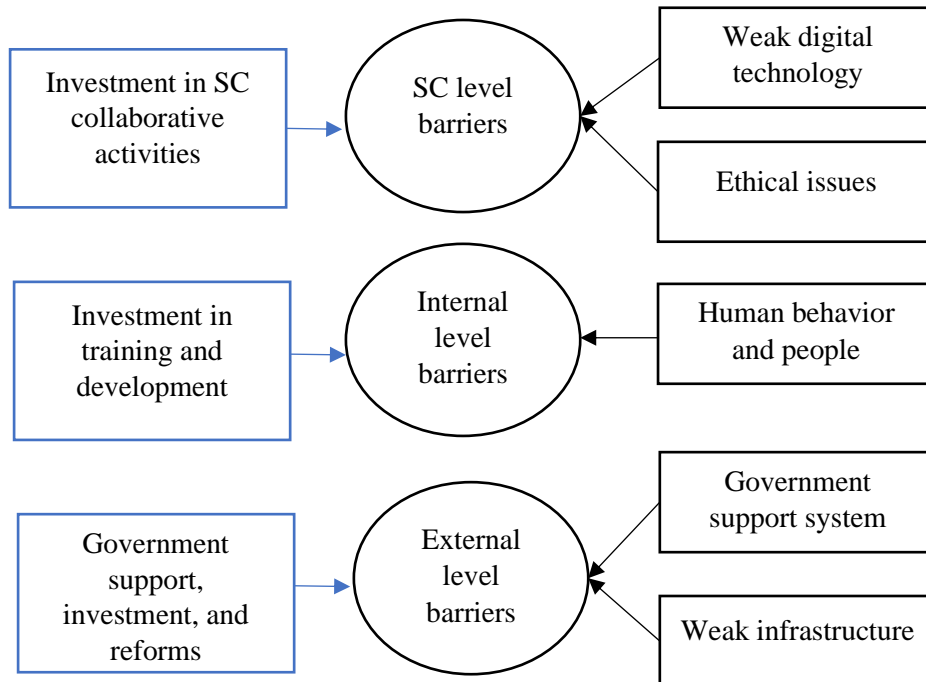 Investment in SC
collaborative
activities
SC level
barriers
Weak digital
technology
Ethical issues
Investment in
training and
development
Internal
level
barriers
Human behavior
and people
Government
support,
investment, and
reforms
External
level
barriers
Government
support system
Weak infrastructure